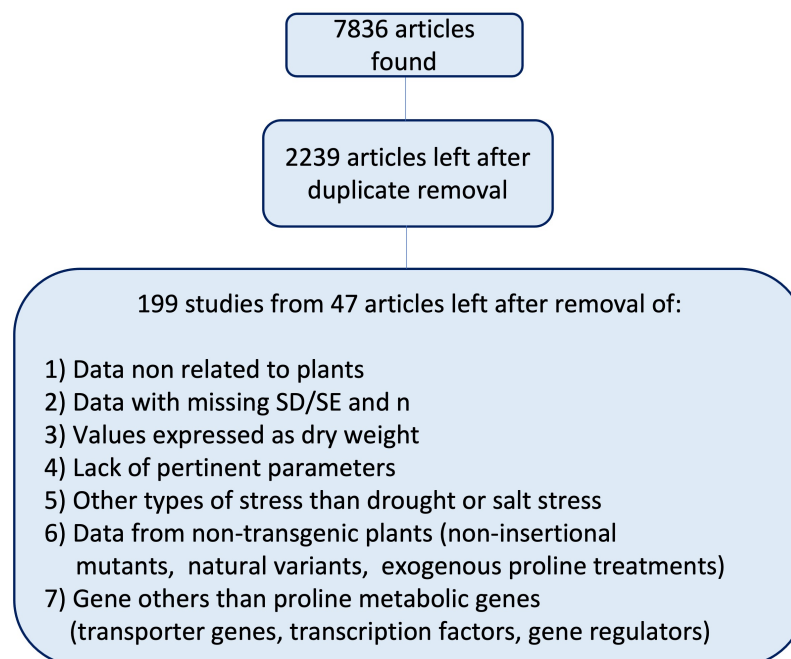 7836 articles
found
2239 articles left after
duplicate removal
199 studies from 47 articles left after removal of:
1) Data non related to plants
2) Data with missing SD/SE and n
3) Values expressed as dry weight
4) Lack of pertinent parameters
5) Other types of stress than drought or salt stress
6) Data from non-transgenic plants (non-insertional
mutants, natural variants, exogenous proline treatments)
7) Gene others than proline metabolic genes
(transporter genes, transcription factors, gene regulators)